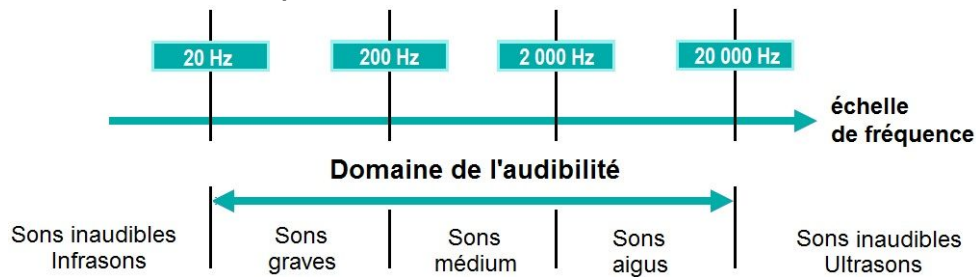 20 Hz
200 Hz
2 000 Hz
20 000 Hz
échelle
de fréquence
Domaine de l'audibilité
Sons inaudibles
Infrasons
Sons
graves
Sons
médium
Sons
aigus
Sons inaudibles
Ultrasons